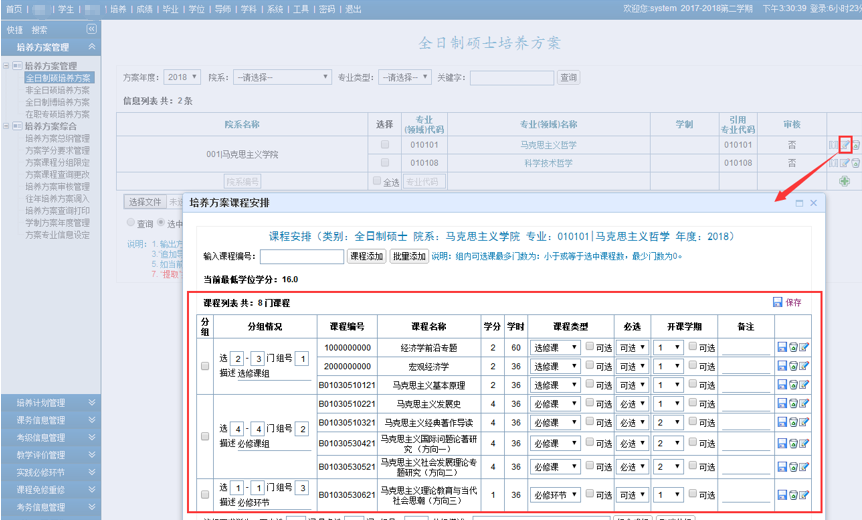 首页 | 学生 | 培养 | 成绩 | 毕业 | 学位 | 导师 | 学科 | 系统 | 工具 | 密码 | 退出
欢迎您:system 2017-2018第二学期 下午3:30:39 登录:6小时23分
快捷 搜索
培养方案管理
培养方案管理
全日制硕培养方案
非全日硕培养方案
全日制博培养方案
在职专硕培养方案
培养方案综合
培养方案总纲管理
方案学分要求管理
方案课程分组限定
方案课程查询更改
培养方案审核管理
往年培养方案调入
培养方案查询打印
学制方案年度管理
方案专业信息设定
培养计划管理
课务信息管理
考级信息管理
教学评价管理
实践必修环节
课程免修重修
考务信息管理
全日制硕士培养方案
方案年度: 2018 院系: --请选择-- 专业类型: --请选择-- 关键字: 查询
信息列表 共: 2 条
院系名称 选择 专业(领域)代码 专业(领域)名称 学制 引用专业代码 审核
001|马克思主义学院 010101 马克思主义哲学 010101 否
010108 科学技术哲学 010108 否
院系编号 全选 专业代码
选择文件
查询 选中
说明: 1.
培养方案课程安排
课程安排（类别: 全日制硕士 院系: 马克思主义学院 专业: 010101|马克思主义哲学 年度: 2018）
输入课程编号: 课程添加 批量添加 说明: 组内可选课最多门数为: 小于或等于选中课程数，最少门数为0。
当前最低学位学分: 16.0
课程列表 共: 8 门课程 保存
分组 分组情况 课程编号 课程名称 学分 学时 课程类型 必选 开课学期 备注
选 2 - 3 门 组号 1
描述 选修课组
1000000000 经济学前沿专题 2 60 选修课 可选 可选 1 可选
2000000000 宏观经济学 2 36 选修课 可选 可选 1 可选
B01030510121 马克思主义基本原理 2 36 选修课 可选 可选 1 可选
选 4 - 4 门 组号 2
描述 必修课组
B01030510221 马克思主义发展史 4 36 必修课 可选 必选 1 可选
B01030510321 马克思主义经典著作导读 4 36 必修课 可选 必选 2 可选
B01030530421 马克思主义国际问题论著研究（方向一） 4 36 必修课 可选 必选 2 可选
B01030530521 马克思主义社会发展理论专题研究（方向二） 4 36 必修课 可选 必选 2 可选
选 1 - 1 门 组号 3
描述 必修环节
B01030530621 马克思主义理论教育与当代社会思潮（方向三） 1 36 必修环节 可选 可选 1 可选